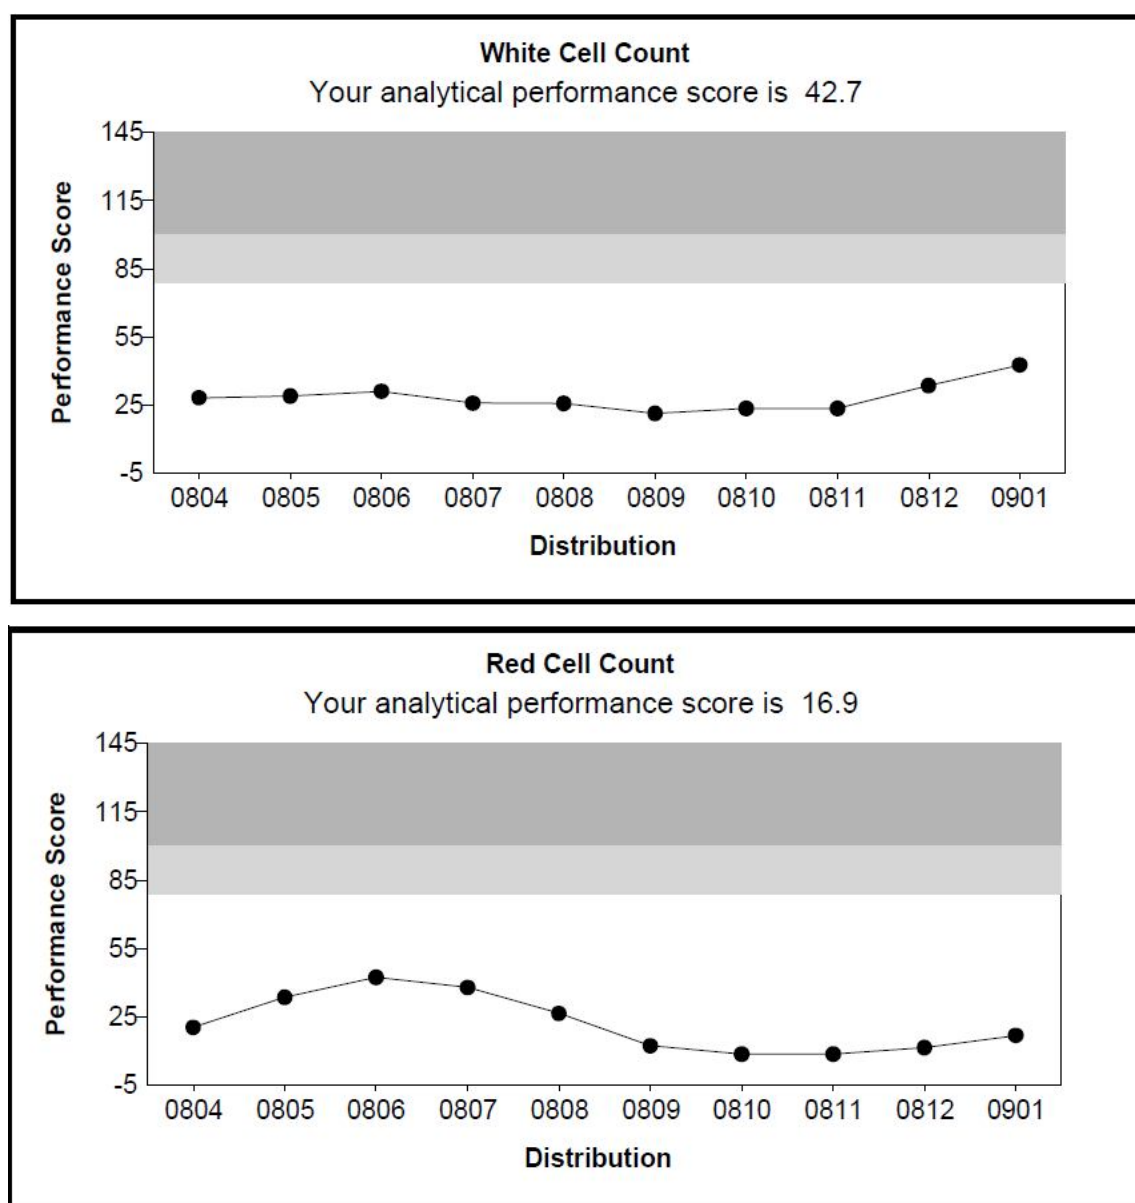 White Cell Count
Your analytical performance score is 42.7
Performance Score
145
115
85
55
25
-5
0804 0805 0806 0807 0808 0809 0810 0811 0812 0901
Distribution
Red Cell Count
Your analytical performance score is 16.9
Performance Score
145
115
85
55
25
-5
0804 0805 0806 0807 0808 0809 0810 0811 0812 0901
Distribution